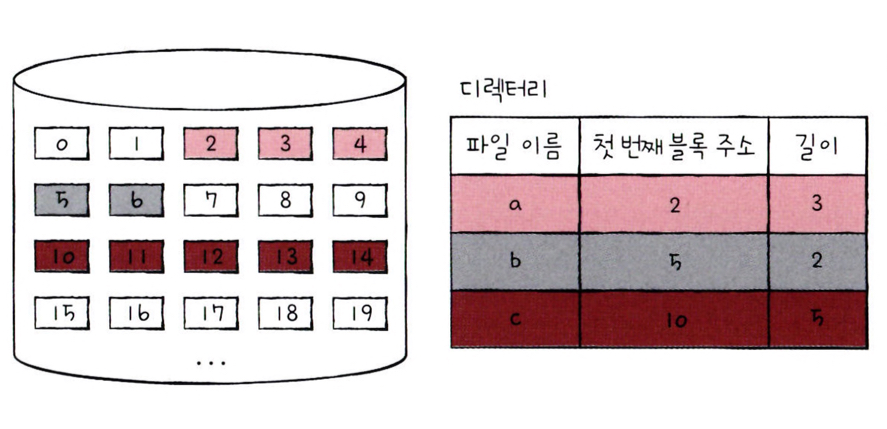 디렉터리
0 1 2 3 4
5 6 7 8 9
10 11 12 13 14
15 16 17 18 19
...
파일 이름 첫 번째 블록 주소 길이
a 2 3
b 5 2
c 10 5